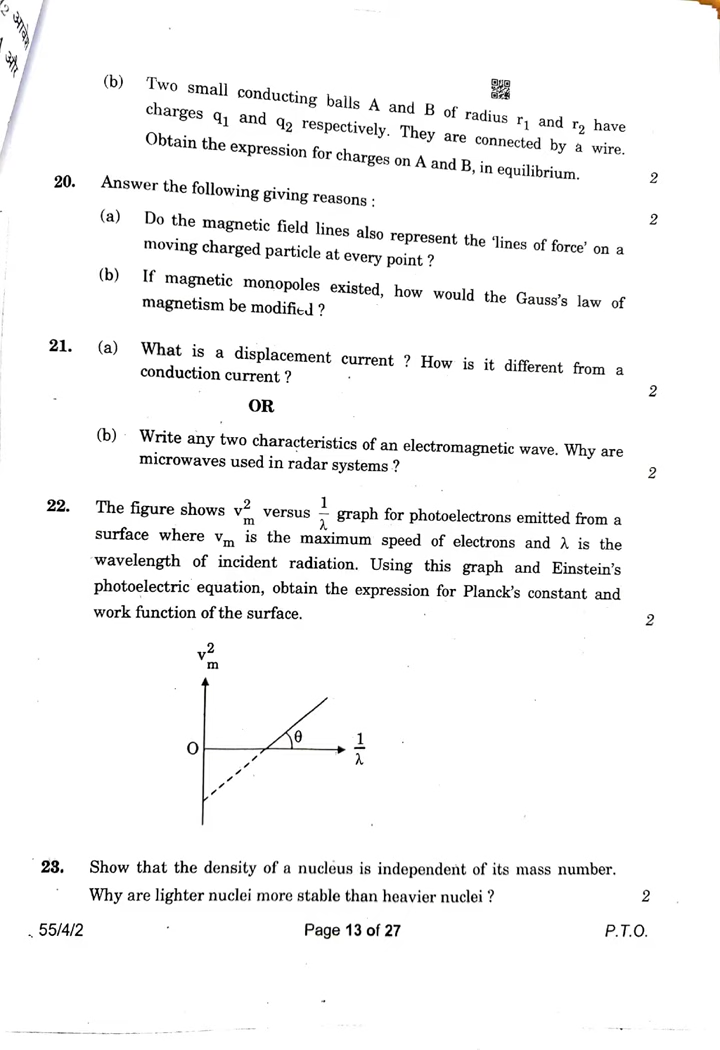 2 आवेश
और
(b) Two small conducting balls A and B of radius r₁ and r₂ have
charges q₁ and q₂ respectively. They are connected by a wire.
Obtain the expression for charges on A and B, in equilibrium. 2
20. Answer the following giving reasons : 2
(a) Do the magnetic field lines also represent the ‘lines of force’ on a
moving charged particle at every point ?
(b) If magnetic monopoles existed, how would the Gauss’s law of
magnetism be modified ?
21. (a) What is a displacement current ? How is it different from a
conduction current ? 2
OR
(b) Write any two characteristics of an electromagnetic wave. Why are
microwaves used in radar systems ? 2
22. The figure shows v²ₘ versus 1/λ graph for photoelectrons emitted from a
surface where vₘ is the maximum speed of electrons and λ is the
wavelength of incident radiation. Using this graph and Einstein’s
photoelectric equation, obtain the expression for Planck’s constant and
work function of the surface. 2
v²ₘ
O θ 1/λ
23. Show that the density of a nucleus is independent of its mass number.
Why are lighter nuclei more stable than heavier nuclei ? 2
55/4/2 Page 13 of 27 P.T.O.